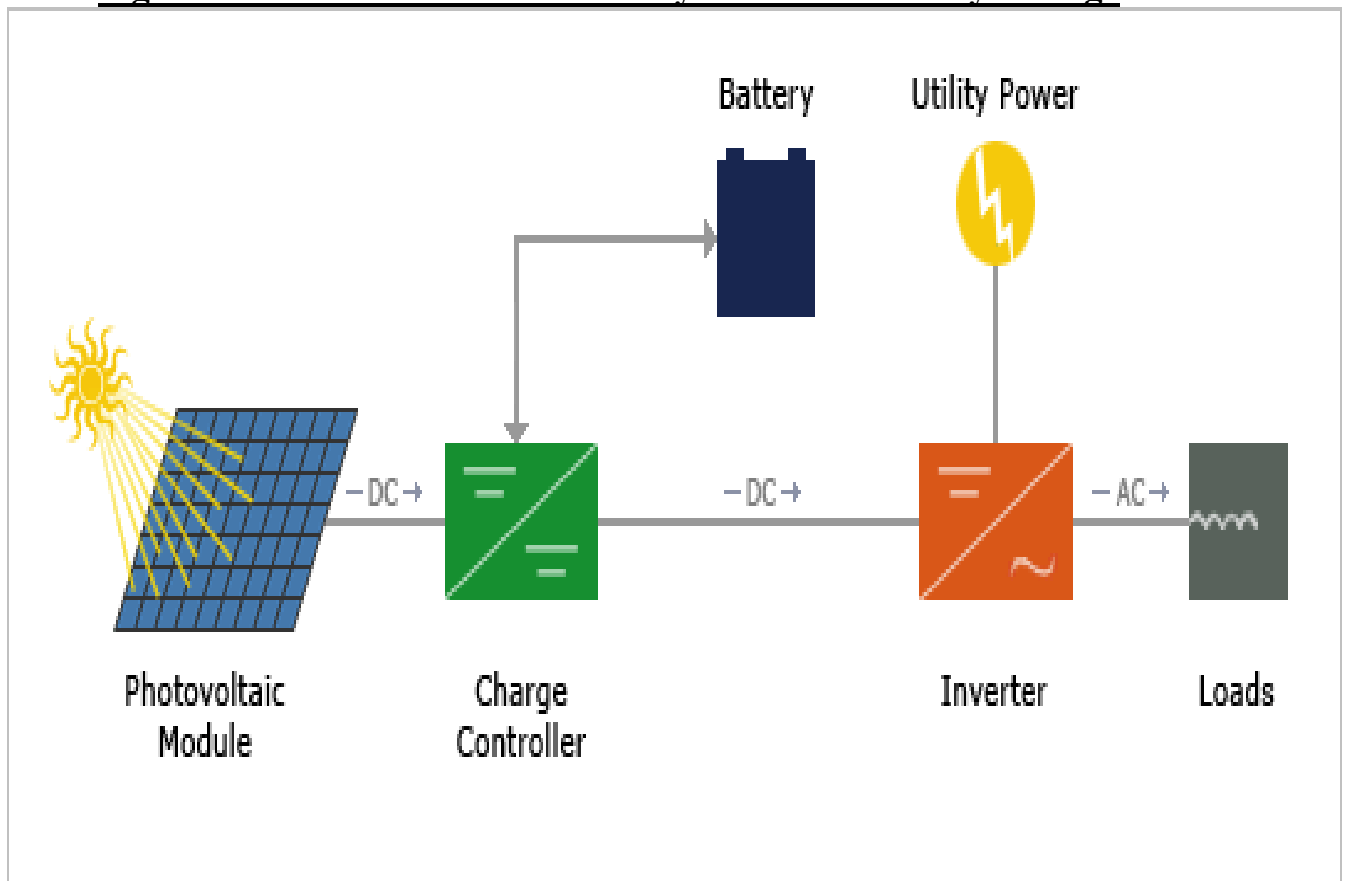 Battery
Utility Power
DC
DC
AC
Photovoltaic
Module
Charge
Controller
Inverter
Loads